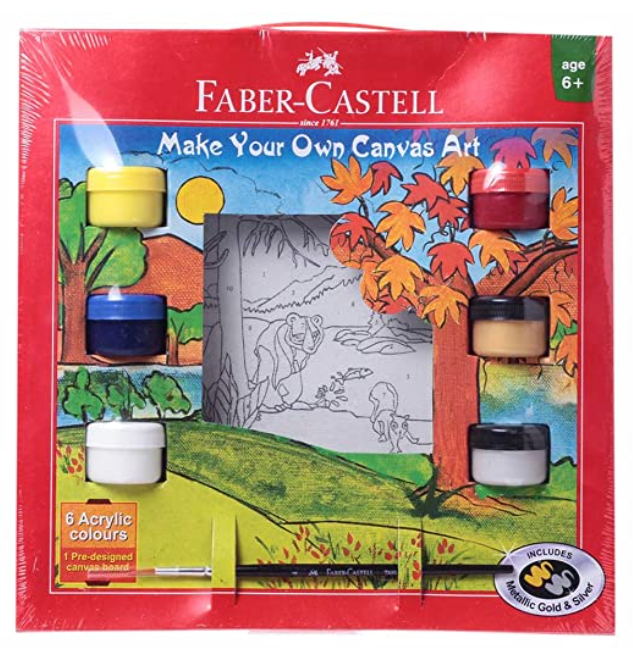 age
6+
FABER-CASTELL
since 1761
Make Your Own Canvas Art
6 Acrylic
colours
1 Pre-designed
canvas board
FABER-CASTELL
INCLUDES
Metallic Gold & Silver